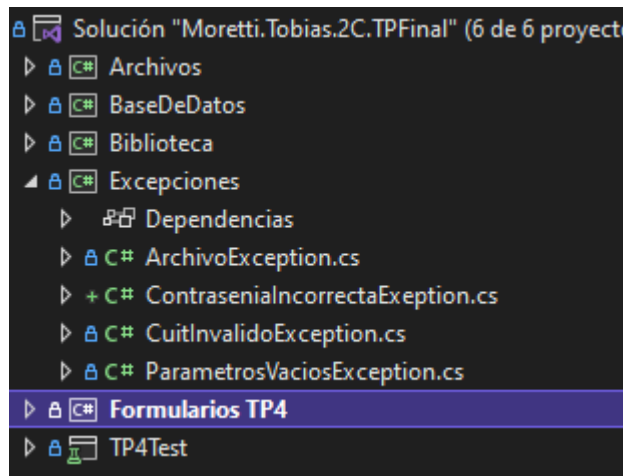 Solución "Moretti.Tobias.2C.TPFinal" (6 de 6 proyect
C# Archivos
C# BaseDeDatos
C# Biblioteca
C# Excepciones
Dependencias
C# ArchivoException.cs
+ C# ContraseniaIncorrectaExeption.cs
C# CuitInvalidoException.cs
C# ParametrosVaciosException.cs
C# Formularios TP4
TP4Test